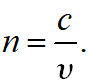 n = c/υ.